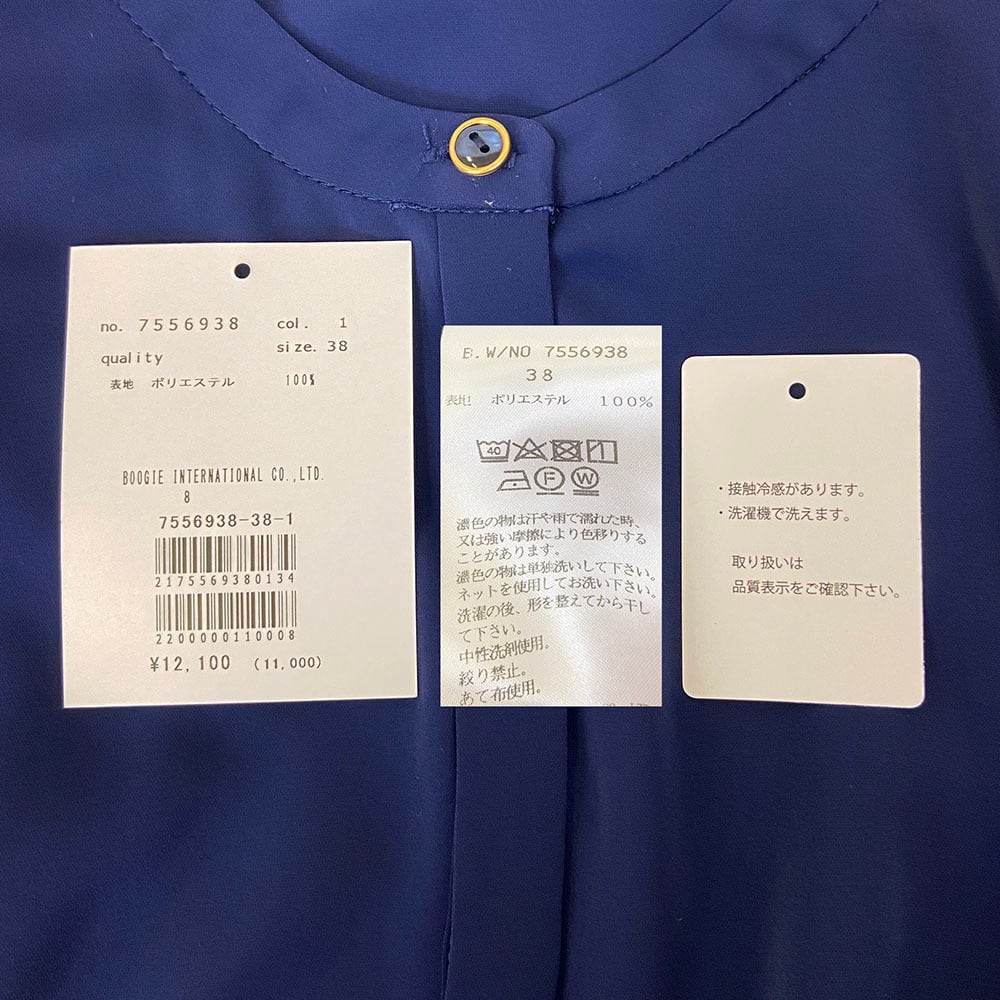 no. 7556938 col. 1
quality size. 38
表地 ポリエステル 100%
BOOGIE INTERNATIONAL CO.,LTD.
8
7556938-38-1
2175569380134
2200000110008
¥12,100 (11,000)
B.W/NO 7556938
38
表地 ポリエステル 100%
40
F W
濃色の物は汗や雨で濡れた時、
又は強い摩擦により色移りする
ことがあります。
濃色の物は単独洗いして下さい。
ネットを使用してお洗い下さい。
洗濯の後、形を整えてから干し
て下さい。
中性洗剤使用。
絞り禁止。
あて布使用。
・接触冷感があります。
・洗濯機で洗えます。
取り扱いは
品質表示をご確認下さい。